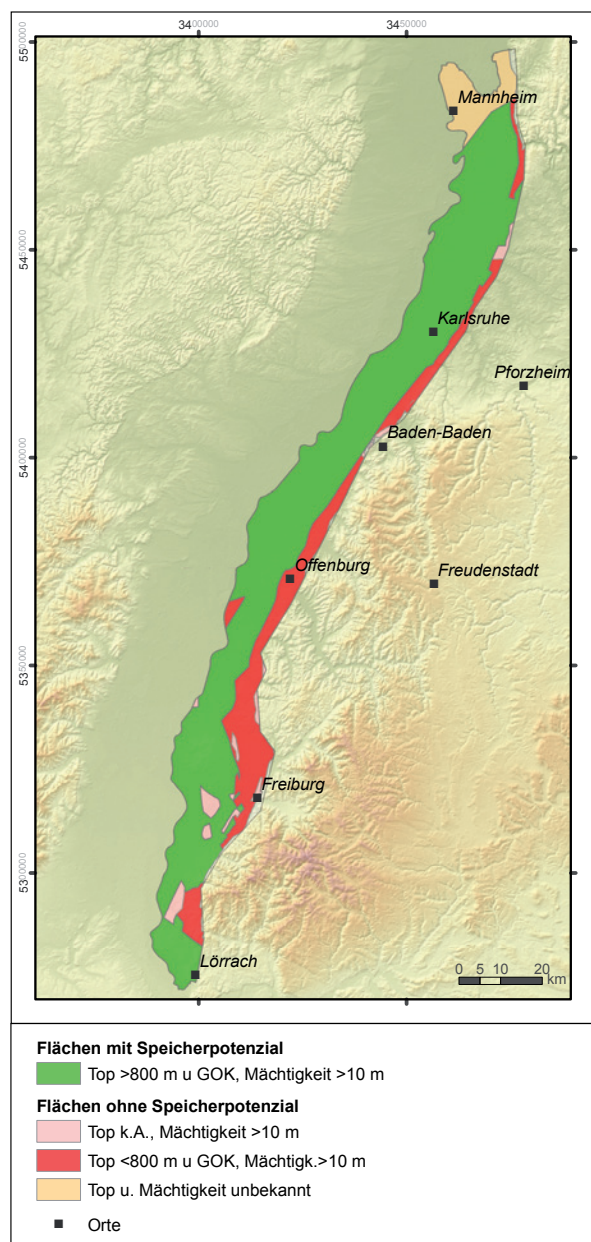 3400000
3450000
5500000
Mannheim
5450000
Karlsruhe
Pforzheim
Baden-Baden
5400000
Offenburg
Freudenstadt
5350000
Freiburg
5300000
Lörrach
0 5 10 20
km
Flächen mit Speicherpotenzial
Top >800 m u GOK, Mächtigkeit >10 m
Flächen ohne Speicherpotenzial
Top k.A., Mächtigkeit >10 m
Top <800 m u GOK, Mächtigk.>10 m
Top u. Mächtigkeit unbekannt
Orte